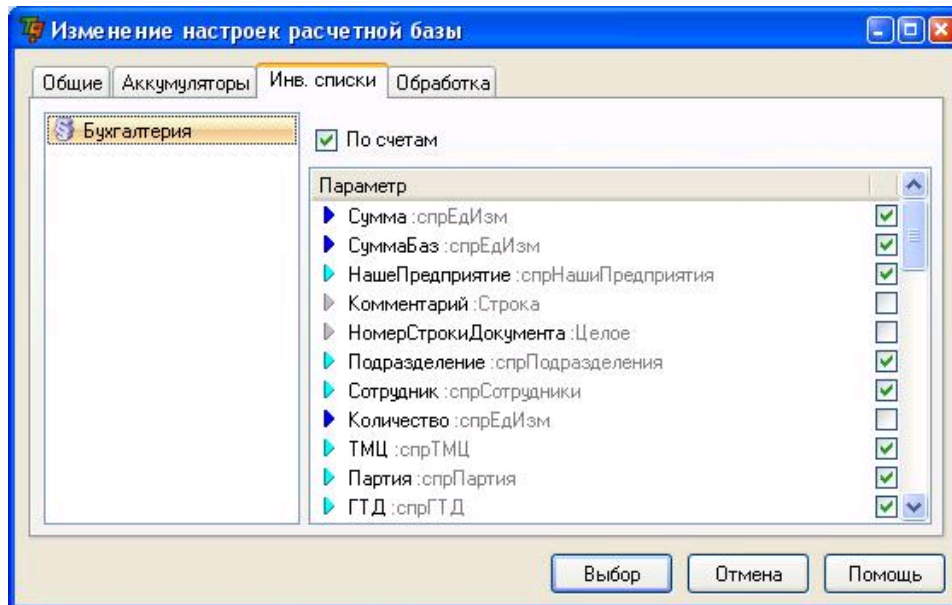 Изменение настроек расчетной базы
Общие Аккумуляторы Инв. списки Обработка
Бухгалтерия
По счетам
Параметр
Сумма :спрЕдИзм
СуммаБаз :спрЕдИзм
НашеПредприятие :спрНашиПредприятия
Комментарий :Строка
НомерСтрокиДокумента :Целое
Подразделение :спрПодразделения
Сотрудник :спрСотрудники
Количество :спрЕдИзм
ТМЦ :спрТМЦ
Партия :спрПартия
ГТД :спрГТД
Выбор Отмена Помощь